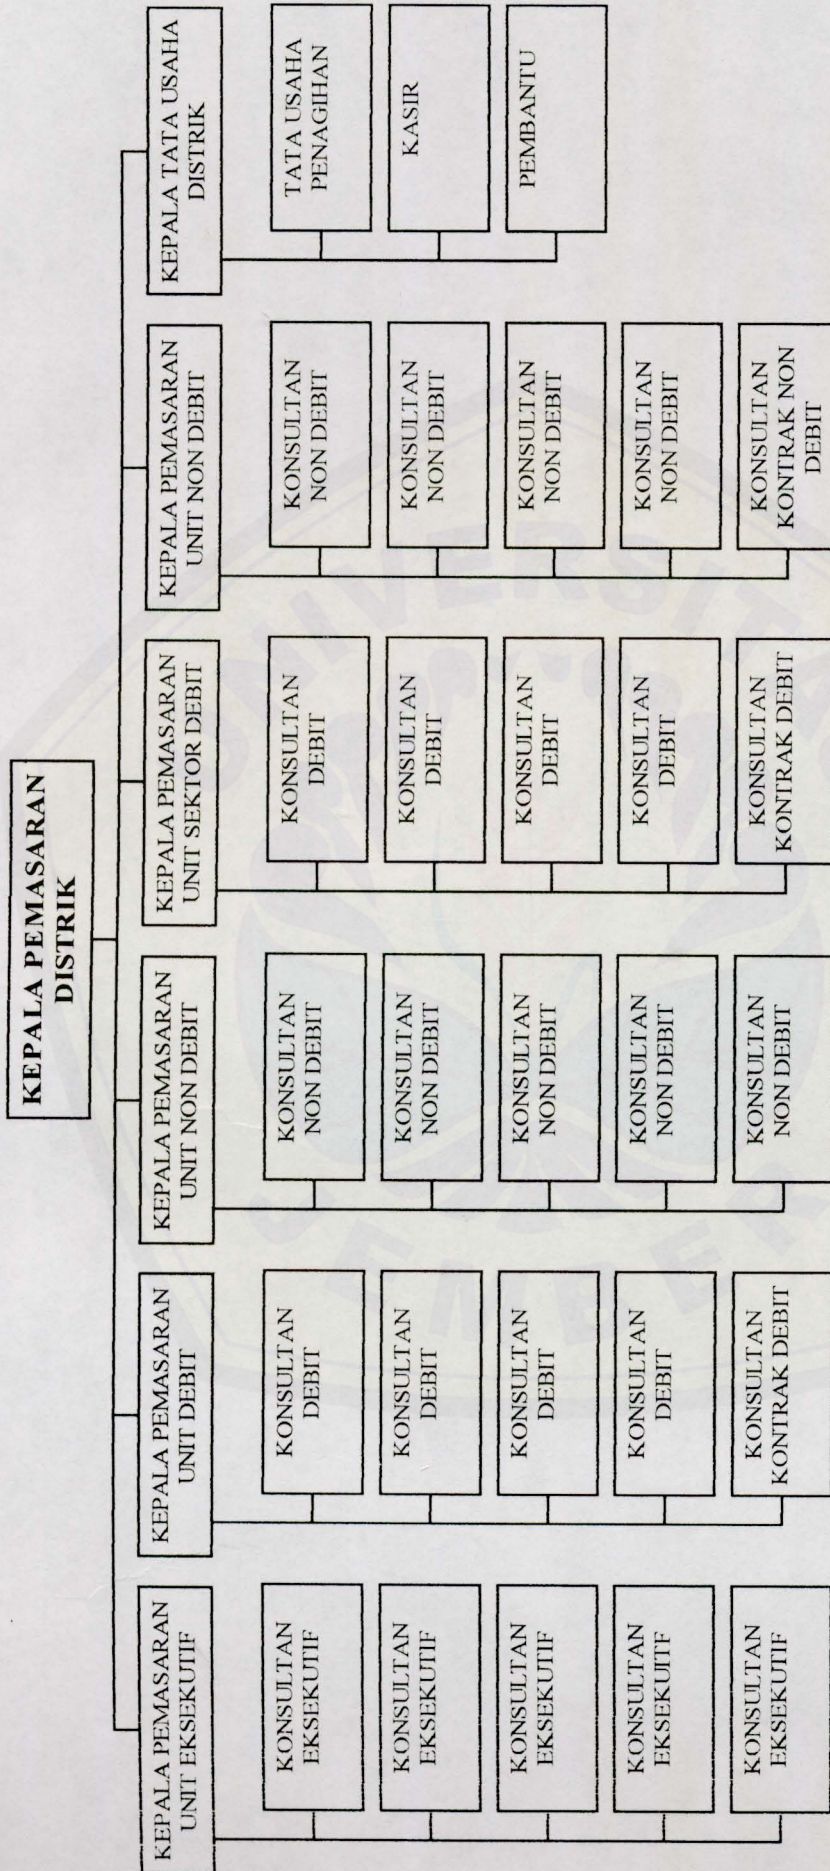 KEPALA PEMASARAN
DISTRIK
KEPALA PEMASARAN
UNIT EKSEKUTIF
KONSULTAN
EKSEKUTIF
KONSULTAN
EKSEKUTIF
KONSULTAN
EKSEKUTIF
KONSULTAN
EKSEKUITF
KONSULTAN
EKSEKUTIF
KEPALA PEMASARAN
UNIT DEBIT
KONSULTAN
DEBIT
KONSULTAN
DEBIT
KONSULTAN
DEBIT
KONSULTAN
DEBIT
KONSULTAN
KONTRAK DEBIT
KEPALA PEMASARAN
UNIT NON DEBIT
KONSULTAN
NON DEBIT
KONSULTAN
NON DEBIT
KONSULTAN
NON DEBIT
KONSULTAN
NON DEBIT
KONSULTAN
NON DEBIT
KEPALA PEMASARAN
UNIT SEKTOR DEBIT
KONSULTAN
DEBIT
KONSULTAN
DEBIT
KONSULTAN
DEBIT
KONSULTAN
DEBIT
KONSULTAN
KONTRAK DEBIT
KEPALA PEMASARAN
UNIT NON DEBIT
KONSULTAN
NON DEBIT
KONSULTAN
NON DEBIT
KONSULTAN
NON DEBIT
KONSULTAN
NON DEBIT
KONSULTAN
KONTRAK NON
DEBIT
KEPALA TATA USAHA
DISTRIK
TATA USAHA
PENAGIHAN
KASIR
PEMBANTU
UNIVERSITA
JEMBER